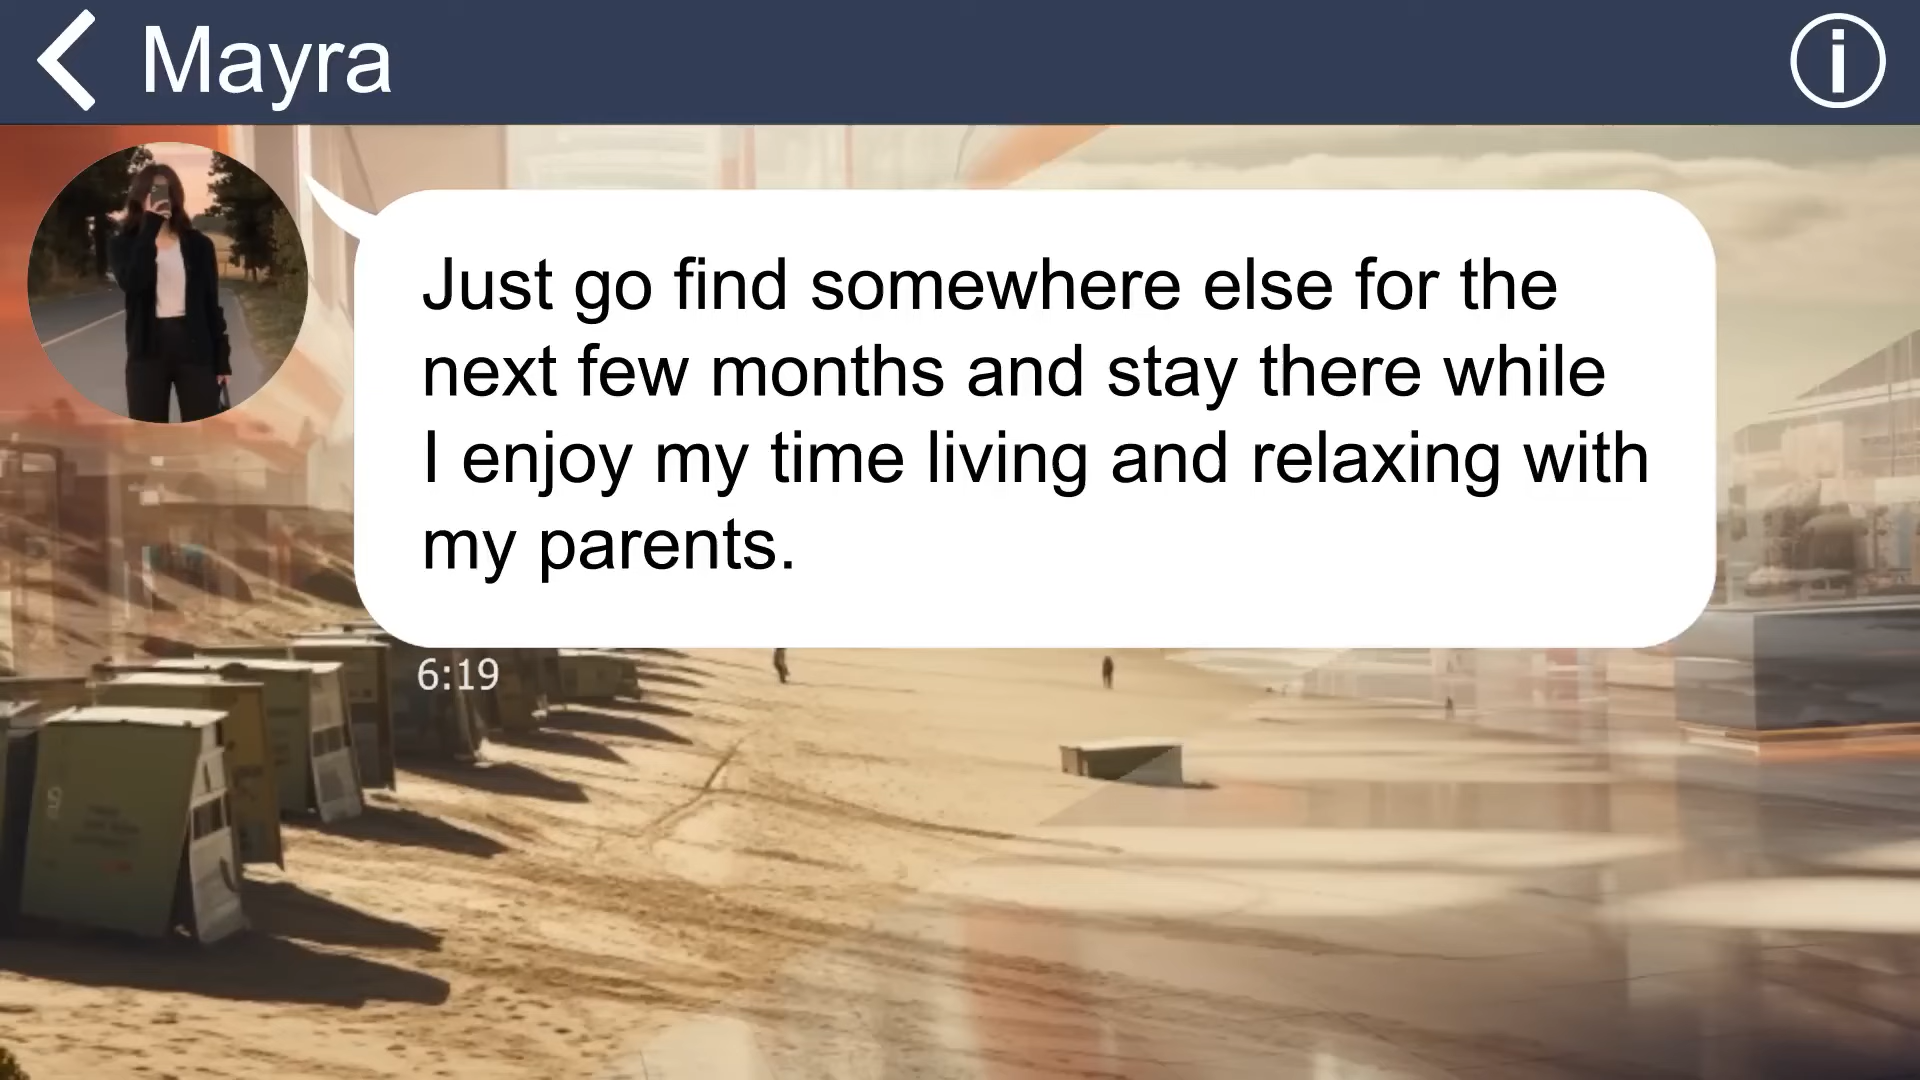 Mayra
Just go find somewhere else for the
next few months and stay there while
I enjoy my time living and relaxing with
my parents.
6:19